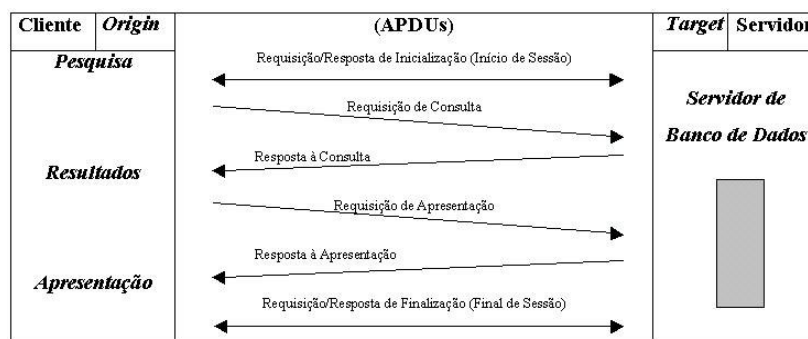 Cliente Origin (APDUs) Target Servidor
Pesquisa
Requisição/Resposta de Inicialização (Início de Sessão)
Requisição de Consulta
Servidor de
Banco de Dados
Resposta à Consulta
Resultados
Requisição de Apresentação
Resposta à Apresentação
Apresentação
Requisição/Resposta de Finalização (Final de Sessão)